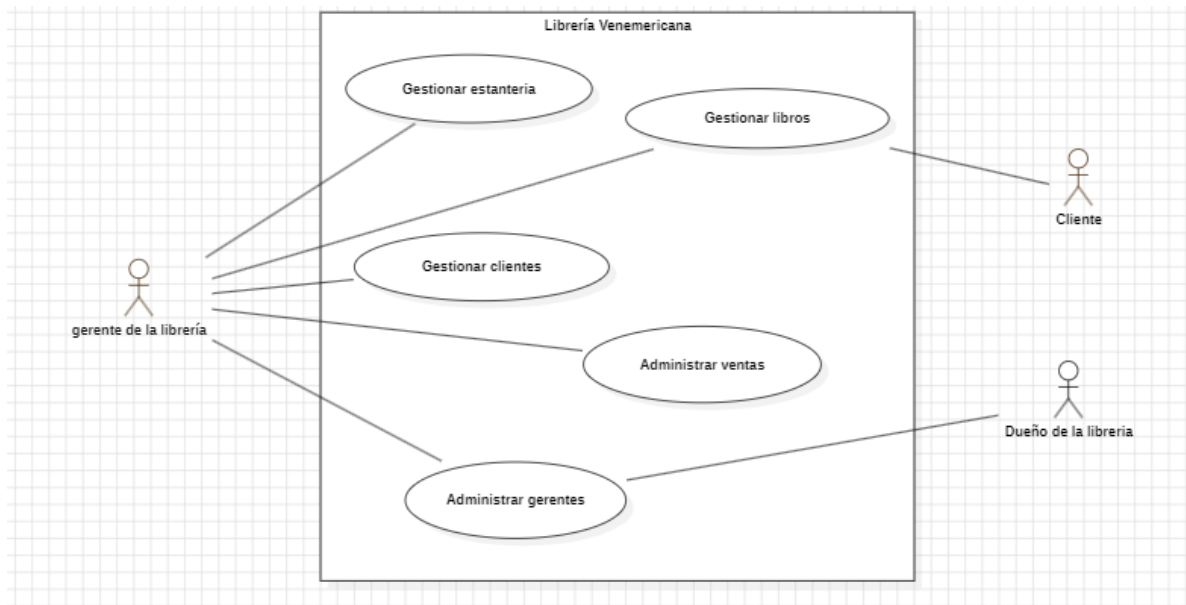 Librería Venemericana
Gestionar estanteria
Gestionar libros
Cliente
Gestionar clientes
gerente de la librería
Administrar ventas
Dueño de la libreria
Administrar gerentes